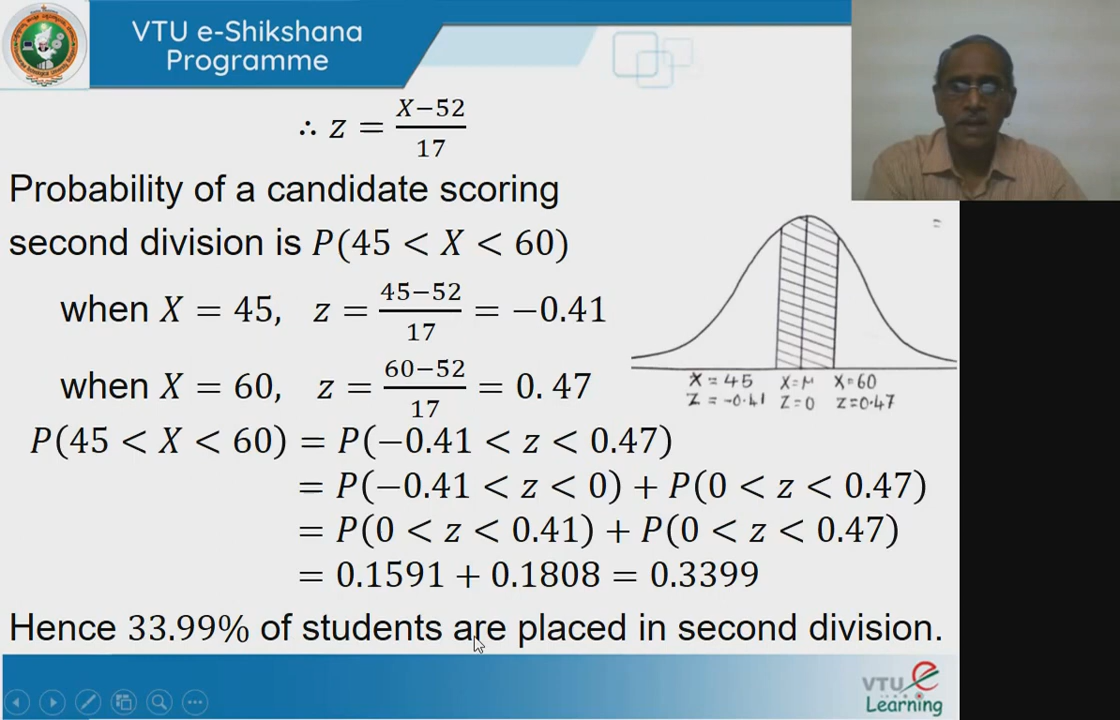 VTU e-Shikshana
Programme
∴ z = (X−52)/17
Probability of a candidate scoring
second division is P(45 < X < 60)
when X = 45, z = (45−52)/17 = −0.41
when X = 60, z = (60−52)/17 = 0.47
X = 45 X=μ X=60
Z = -0.41 Z=0 Z=0.47
P(45 < X < 60) = P(−0.41 < z < 0.47)
= P(−0.41 < z < 0) + P(0 < z < 0.47)
= P(0 < z < 0.41) + P(0 < z < 0.47)
= 0.1591 + 0.1808 = 0.3399
Hence 33.99% of students are placed in second division.
VTU e
Learning